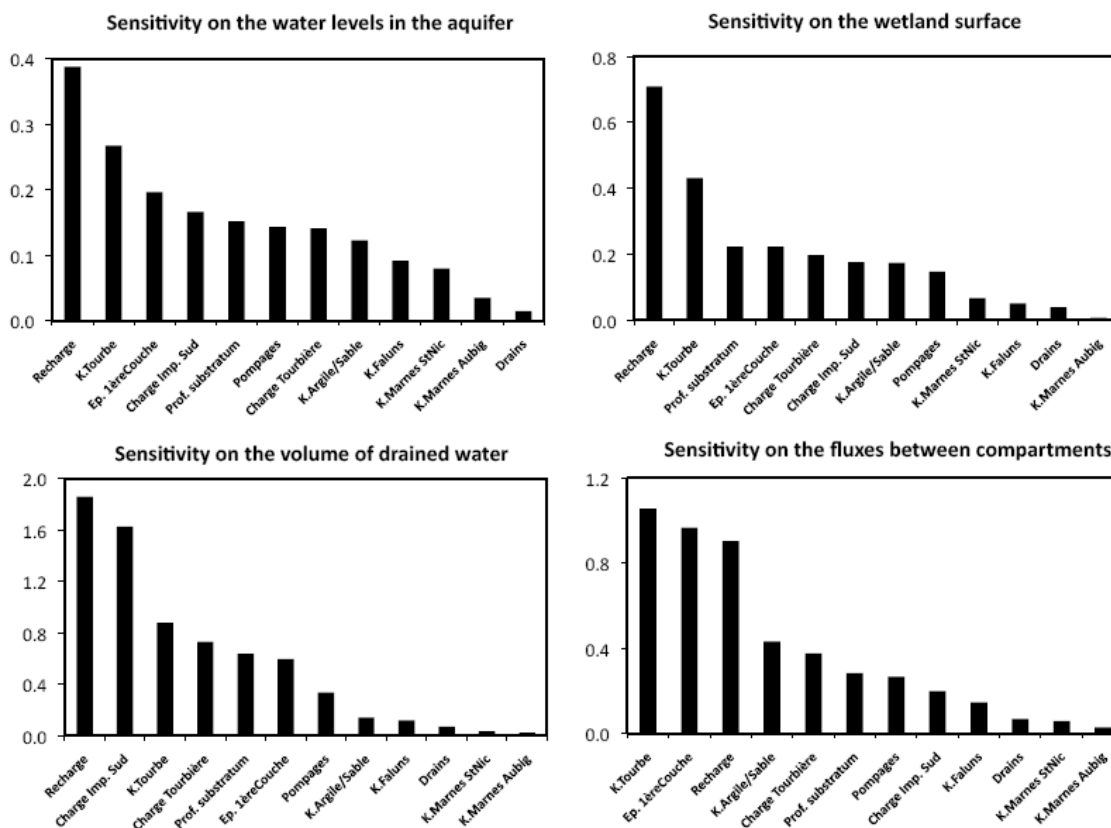 Sensitivity on the water levels in the aquifer
0.4
0.3
0.2
0.1
0.0
Recharge
K.Tourbe
Ep. 1èreCouche
Charge Imp. Sud
Prof. substratum
Pompages
Charge Tourbière
K.Argile/Sable
K.Faluns
K.Marnes StNic
K.Marnes Aubig
Drains
Sensitivity on the wetland surface
0.8
0.6
0.4
0.2
0.0
Recharge
K.Tourbe
Prof. substratum
Ep. 1èreCouche
Charge Tourbière
Charge Imp. Sud
K.Argile/Sable
Pompages
K.Marnes StNic
K.Faluns
Drains
K.Marnes Aubig
Sensitivity on the volume of drained water
2.0
1.6
1.2
0.8
0.4
0.0
Recharge
Charge Imp. Sud
K.Tourbe
Charge Tourbière
Prof. substratum
Ep. 1èreCouche
Pompages
K.Argile/Sable
K.Faluns
Drains
K.Marnes StNic
K.Marnes Aubig
Sensitivity on the fluxes between compartments
1.2
0.8
0.4
0.0
K.Tourbe
Ep. 1èreCouche
Recharge
K.Argile/Sable
Charge Tourbière
Prof. substratum
Pompages
Charge Imp. Sud
K.Faluns
Drains
K.Marnes StNic
K.Marnes Aubig